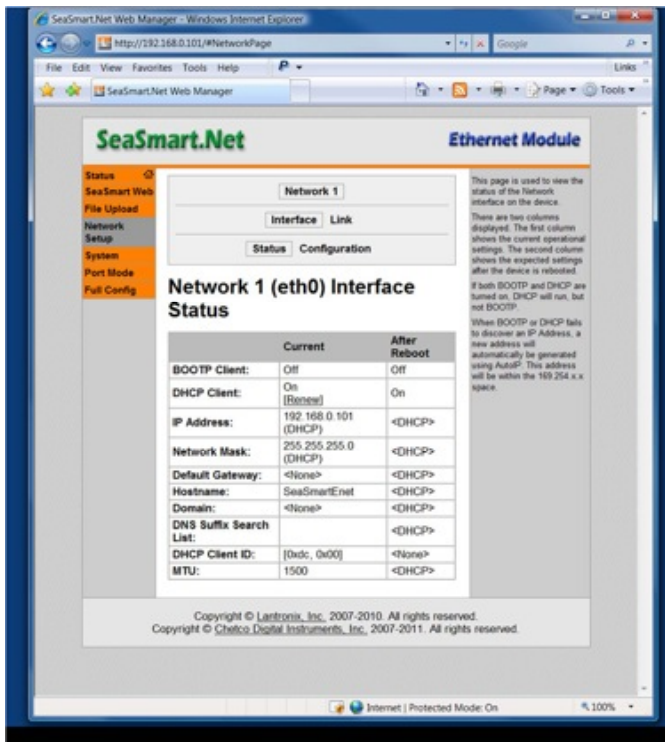 SeaSmart.Net Web Manager - Windows Internet Explorer
http://192.168.0.101/#NetworkPage
Google
File Edit View Favorites Tools Help
Links
SeaSmart.Net Web Manager
Page
Tools
SeaSmart.Net
Ethernet Module
Status
SeaSmart Web
File Upload
Network
Setup
System
Port Mode
Full Config
Network 1
Interface Link
Status Configuration
Network 1 (eth0) Interface
Status
Current After
Reboot
BOOTP Client: Off Off
DHCP Client: On
[Renew] On
IP Address: 192.168.0.101
(DHCP) <DHCP>
Network Mask: 255.255.255.0
(DHCP) <DHCP>
Default Gateway: <None> <DHCP>
Hostname: SeaSmartEnet <DHCP>
Domain: <None> <DHCP>
DNS Suffix Search
List: <DHCP>
DHCP Client ID: [0xdc, 0x00] <None>
MTU: 1500 <DHCP>
This page is used to view the
status of the Network
interface on the device.
There are two columns
displayed. The first column
shows the current operational
settings. The second column
shows the expected settings
after the device is rebooted.
If both BOOTP and DHCP are
turned on, DHCP will run, but
not BOOTP.
When BOOTP or DHCP fails
to discover an IP Address, a
new address will
automatically be generated
using AutoIP. This address
will be within the 169.254.x.x
space.
Copyright © Lantronix, Inc. 2007-2010. All rights reserved.
Copyright © Chetco Digital Instruments, Inc. 2007-2011. All rights reserved.
Internet | Protected Mode: On
100%